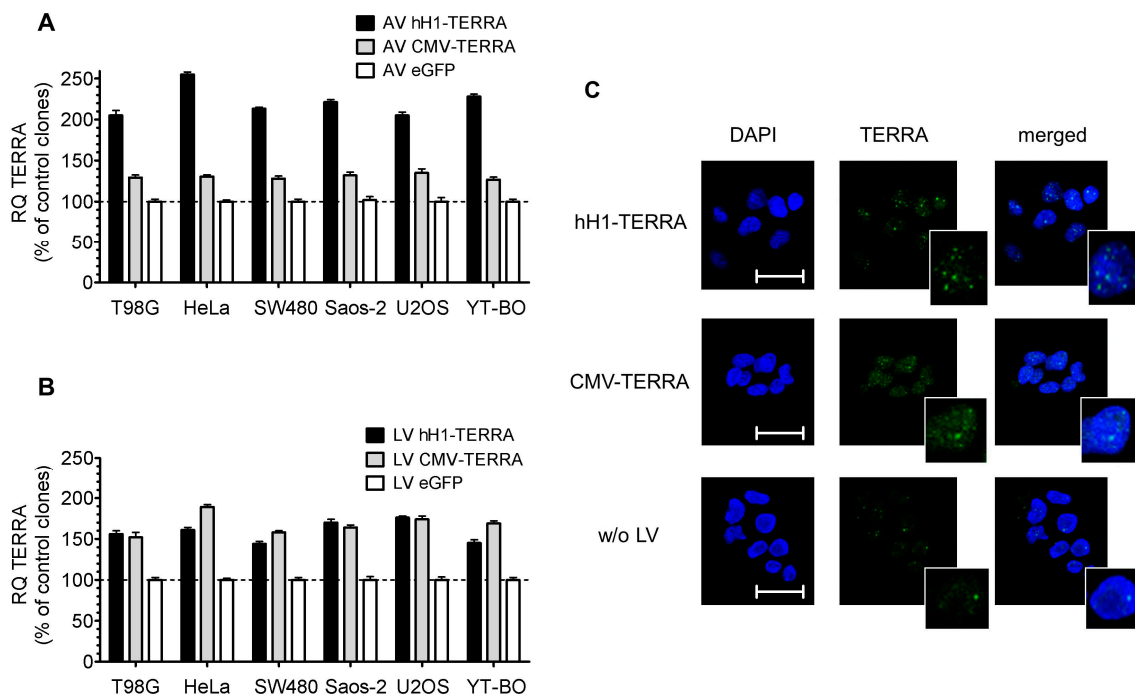 A
AV hH1-TERRA
AV CMV-TERRA
AV eGFP
RQ TERRA
(% of control clones)
250
200
150
100
50
0
T98G HeLa SW480 Saos-2 U2OS YT-BO
B
LV hH1-TERRA
LV CMV-TERRA
LV eGFP
RQ TERRA
(% of control clones)
250
200
150
100
50
0
T98G HeLa SW480 Saos-2 U2OS YT-BO
C
DAPI TERRA merged
hH1-TERRA
CMV-TERRA
w/o LV